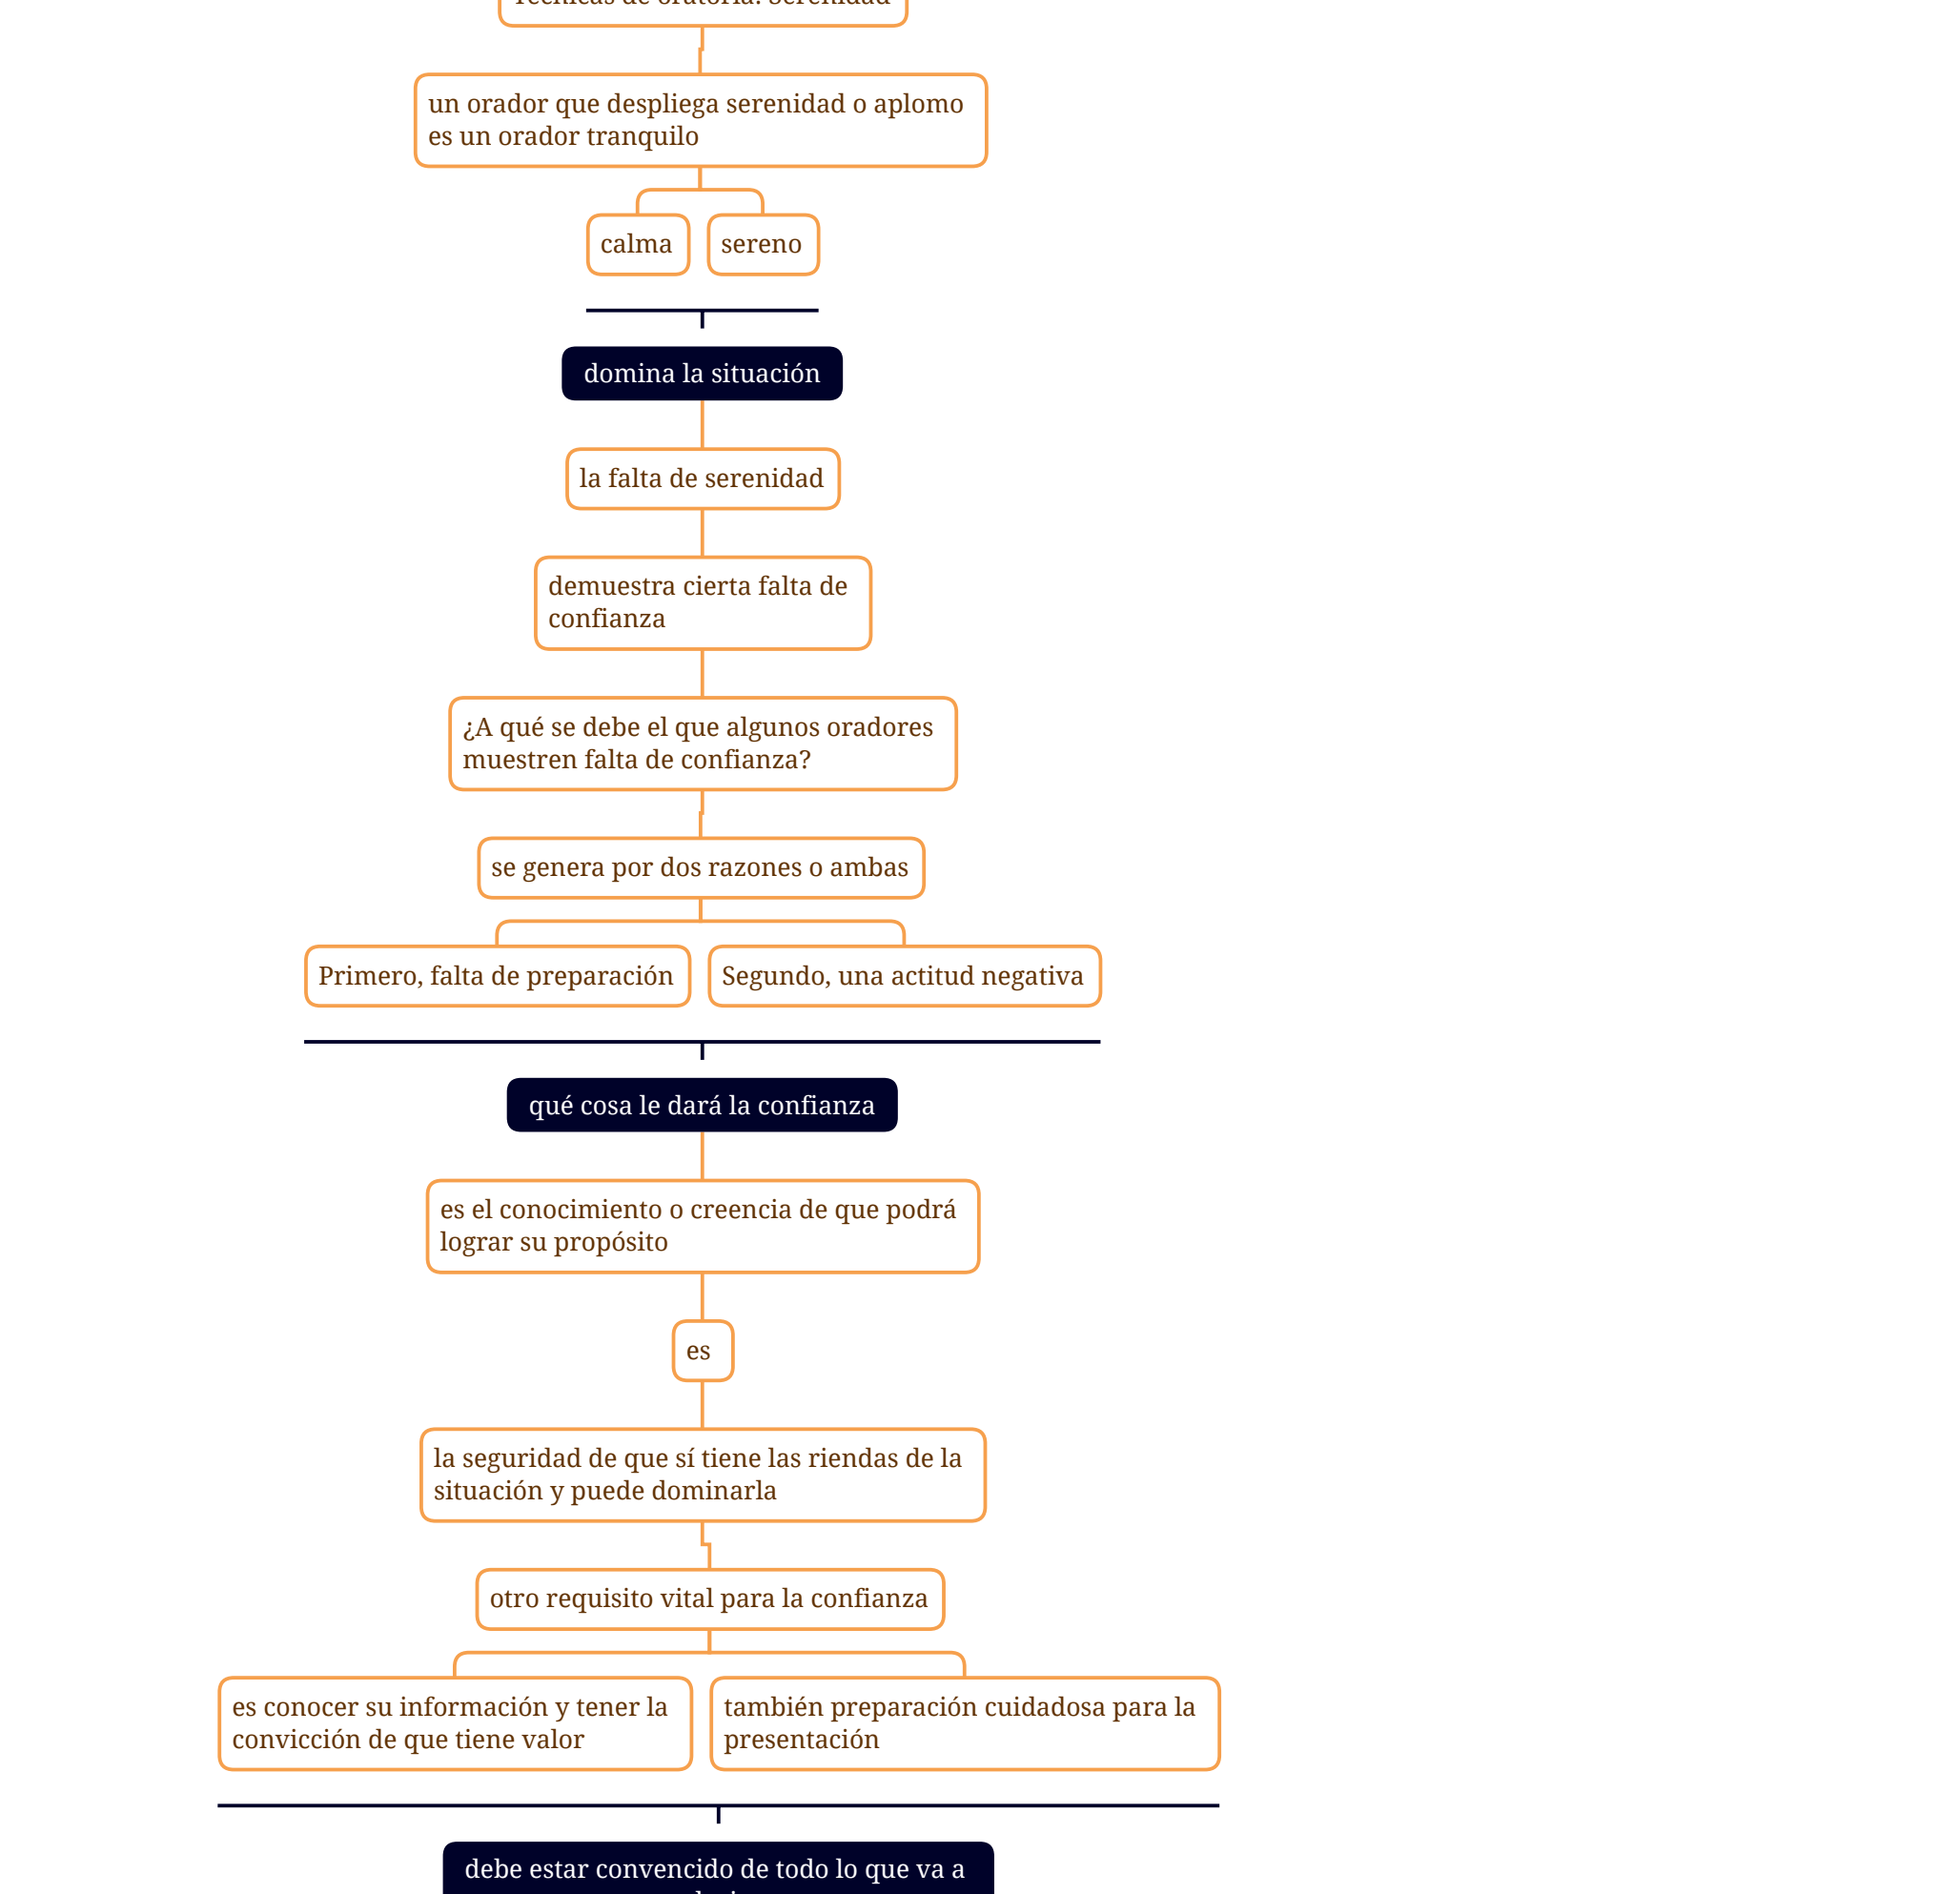 Técnicas de oratoria: Serenidad
un orador que despliega serenidad o aplomo
es un orador tranquilo
calma
sereno
domina la situación
la falta de serenidad
demuestra cierta falta de
confianza
¿A qué se debe el que algunos oradores
muestren falta de confianza?
se genera por dos razones o ambas
Primero, falta de preparación
Segundo, una actitud negativa
qué cosa le dará la confianza
es el conocimiento o creencia de que podrá
lograr su propósito
es
la seguridad de que sí tiene las riendas de la
situación y puede dominarla
otro requisito vital para la confianza
es conocer su información y tener la
convicción de que tiene valor
también preparación cuidadosa para la
presentación
debe estar convencido de todo lo que va a